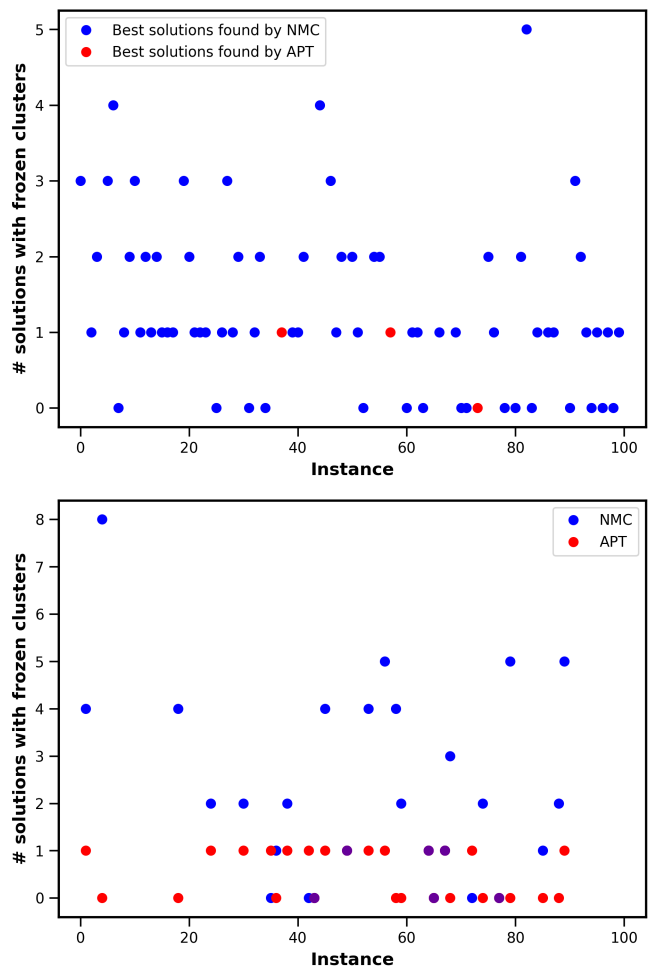 5
4
3
2
1
0
# solutions with frozen clusters
Best solutions found by NMC
Best solutions found by APT
0 20 40 60 80 100
Instance
8
7
6
5
4
3
2
1
0
# solutions with frozen clusters
NMC
APT
0 20 40 60 80 100
Instance